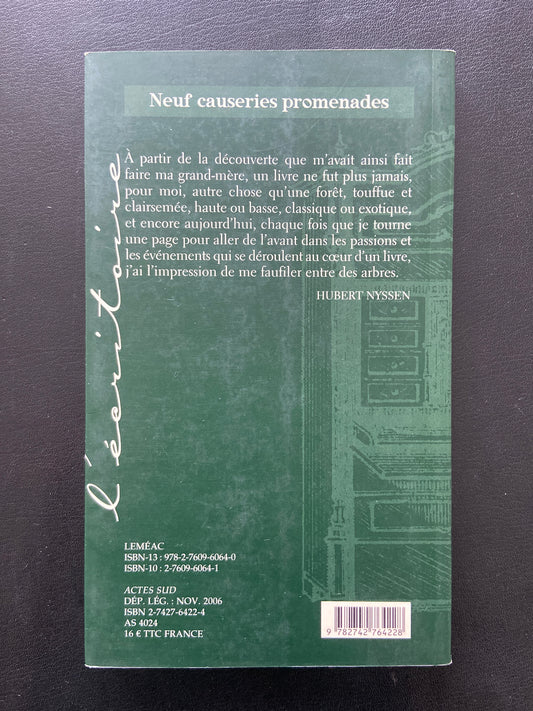 Neuf causeries promenades
À partir de la découverte que m'avait ainsi fait
faire ma grand-mère, un livre ne fut plus jamais,
pour moi, autre chose qu'une forêt, touffue et
clairsemée, haute ou basse, classique ou exotique,
et encore aujourd'hui, chaque fois que je tourne
une page pour aller de l'avant dans les passions et
les événements qui se déroulent au cœur d'un livre,
j'ai l'impression de me faufiler entre des arbres.
HUBERT NYSSEN
l'écritoire
LEMÉAC
ISBN-13 : 978-2-7609-6064-0
ISBN-10 : 2-7609-6064-1
ACTES SUD
DÉP. LÉG. : NOV. 2006
ISBN 2-7427-6422-4
AS 4024
16 € TTC FRANCE
9 782742 764228